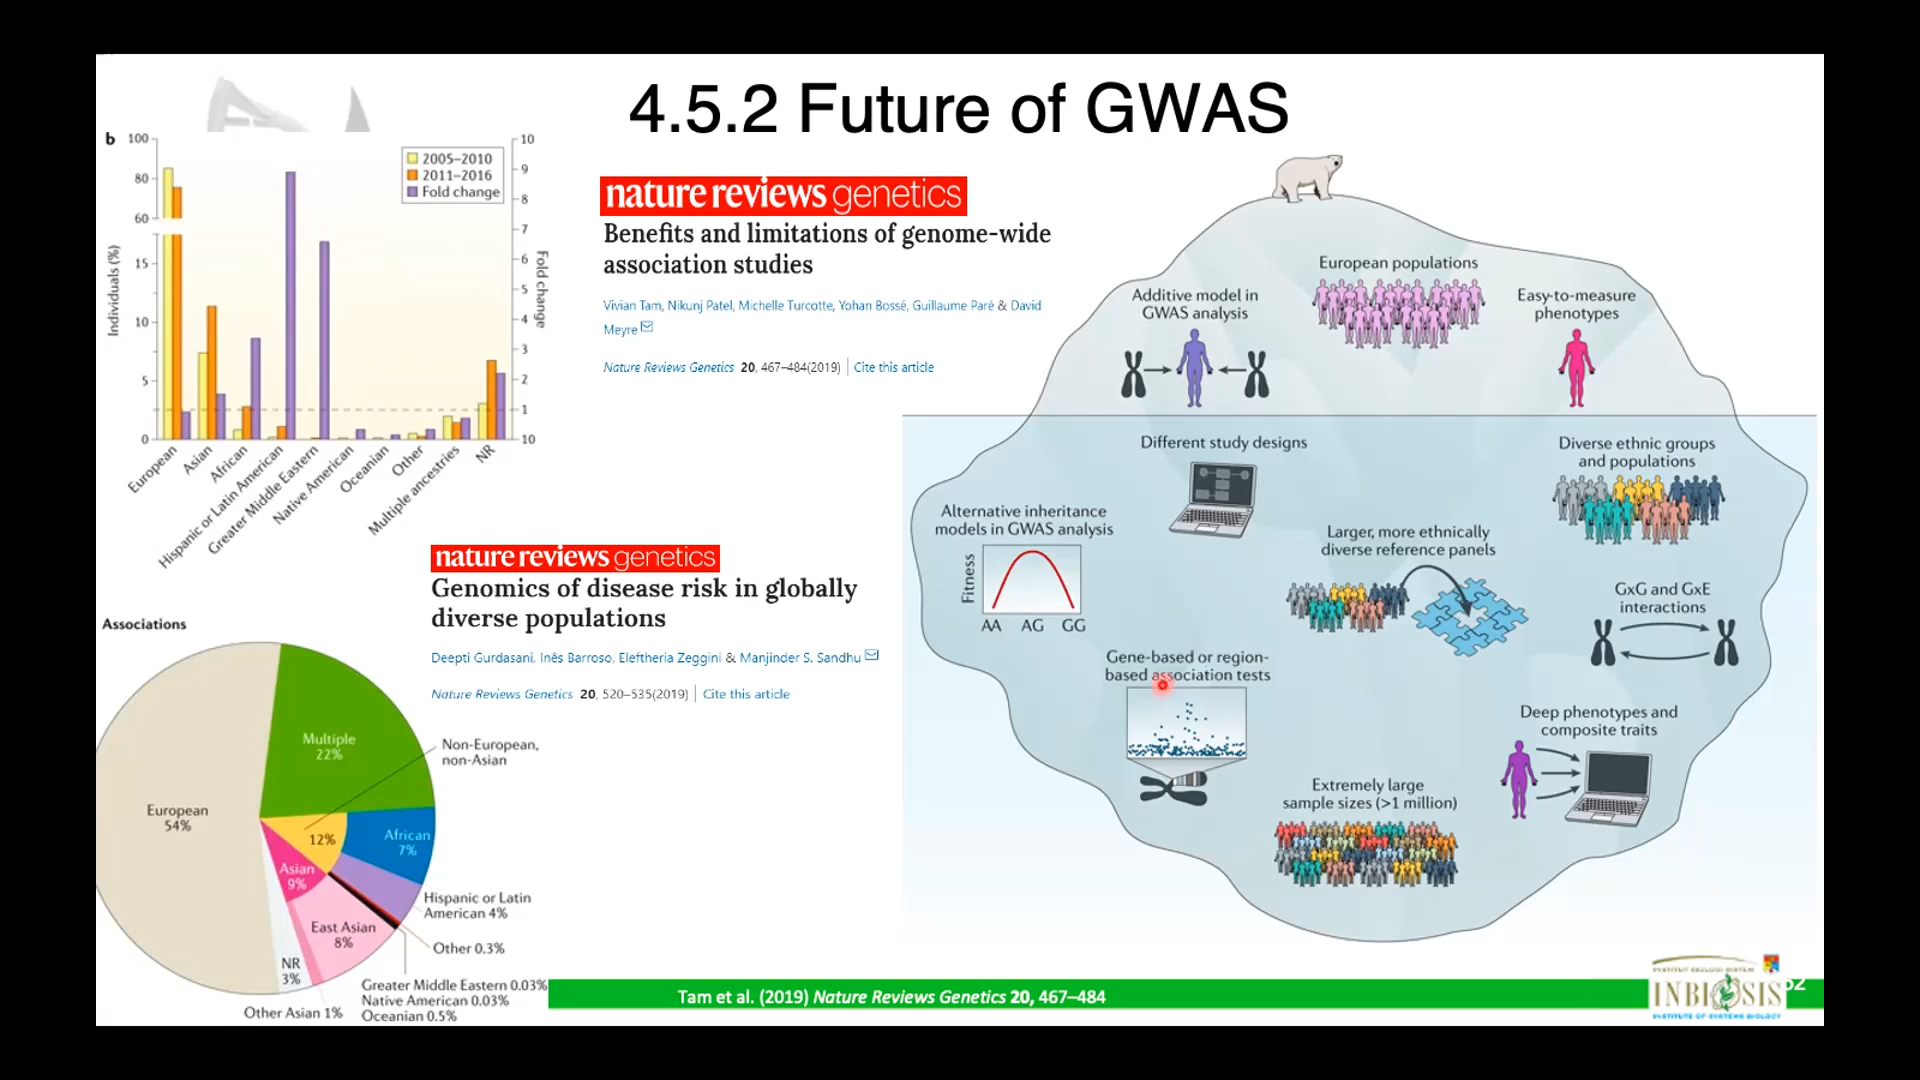 4.5.2 Future of GWAS
b
100
80
60
15
10
5
0
Individuals (%)
2005–2010
2011–2016
Fold change
10
9
8
7
6
5
4
3
2
1
10
Fold change
European
Asian
African
Hispanic or Latin American
Greater Middle Eastern
Native American
Oceanian
Other
Multiple ancestries
NR
nature reviews genetics
Benefits and limitations of genome-wide
association studies
Vivian Tam, Nikunj Patel, Michelle Turcotte, Yohan Bossé, Guillaume Paré & David
Meyre
Nature Reviews Genetics 20, 467–484(2019) | Cite this article
nature reviews genetics
Genomics of disease risk in globally
diverse populations
Deepti Gurdasani, Inês Barroso, Eleftheria Zeggini & Manjinder S. Sandhu
Nature Reviews Genetics 20, 520–535(2019) | Cite this article
Associations
European
54%
Multiple
22%
Non-European,
non-Asian
12%
African
7%
Asian
9%
Hispanic or Latin
American 4%
East Asian
8%
Other 0.3%
NR
3%
Greater Middle Eastern 0.03%
Native American 0.03%
Oceanian 0.5%
Other Asian 1%
European populations
Additive model in
GWAS analysis
Easy-to-measure
phenotypes
Different study designs
Diverse ethnic groups
and populations
Alternative inheritance
models in GWAS analysis
Fitness
AA AG GG
Larger, more ethnically
diverse reference panels
GxG and GxE
interactions
Gene-based or region-
based association tests
Deep phenotypes and
composite traits
Extremely large
sample sizes (>1 million)
Tam et al. (2019) Nature Reviews Genetics 20, 467–484
INSTITUT BIOLOGI SISTEM
INBIOSIS
INSTITUTE OF SYSTEMS BIOLOGY